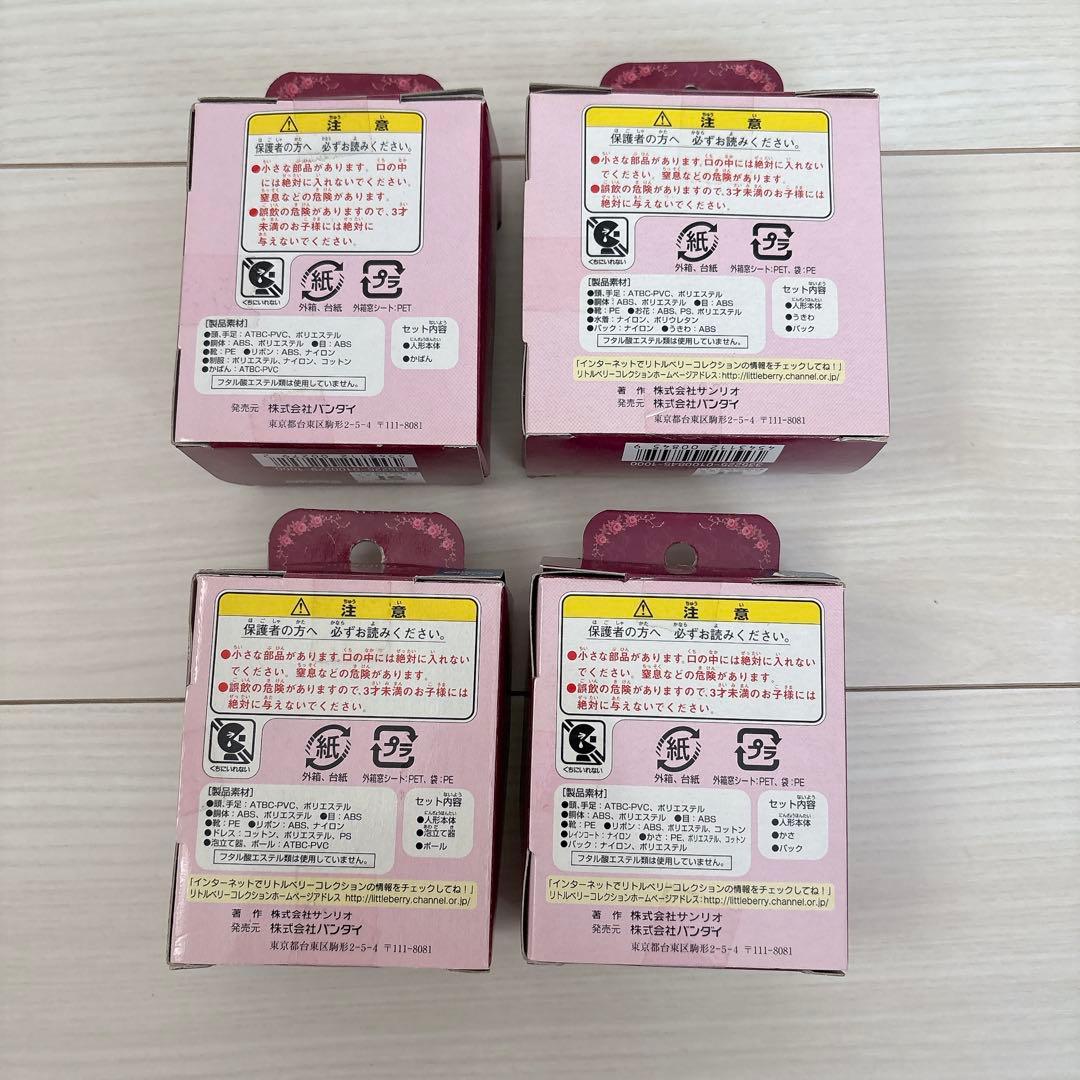 注意
保護者の方へ 必ずお読みください。
●小さな部品があります。口の中
には絶対に入れないでください。
窒息などの危険があります。
●誤飲の危険がありますので、3才
未満のお子様には絶対に
与えないでください。
くちにいれない
紙
外箱、台紙
プラ
外箱窓シート:PET
[製品素材]
●頭、手足:ATBC-PVC、ポリエステル
●胴体:ABS、ポリエステル ●目:ABS
●靴:PE ●リボン:ABS、ナイロン
●制服:ポリエステル、ナイロン、コットン
●かばん:ATBC-PVC
フタル酸エステル類は使用していません。
セット内容
●人形本体
●かばん
発売元 株式会社バンダイ
東京都台東区駒形2-5-4 〒111-8081
注意
保護者の方へ 必ずお読みください。
●小さな部品があります。口の中には絶対に入れない
でください。窒息などの危険があります。
●誤飲の危険がありますので、3才未満のお子様には
絶対に与えないでください。
くちにいれない
紙
外箱、台紙
プラ
外箱窓シート:PET、袋:PE
[製品素材]
●頭、手足:ATBC-PVC、ポリエステル
●胴体:ABS、ポリエステル ●目:ABS
●靴:PE ●お花:ABS、PS、ポリエステル
●水着:ナイロン、ポリウレタン
●バック:ナイロン ●うきわ:ABS
フタル酸エステル類は使用していません。
セット内容
●人形本体
●うきわ
●バック
「インターネットでリトルベリーコレクションの情報をチェックしてね!」
リトルベリーコレクションホームページアドレス:http://littleberry.channel.or.jp/
著 作 株式会社サンリオ
発売元 株式会社バンダイ
東京都台東区駒形2-5-4 〒111-8081
335225-0100845-1000
注意
保護者の方へ 必ずお読みください。
●小さな部品があります。口の中には絶対に入れない
でください。窒息などの危険があります。
●誤飲の危険がありますので、3才未満のお子様には
絶対に与えないでください。
くちにいれない
紙
外箱、台紙
プラ
外箱窓シート:PET、袋:PE
[製品素材]
●頭、手足:ATBC-PVC、ポリエステル
●胴体:ABS、ポリエステル ●目:ABS
●靴:PE ●リボン:ABS、ナイロン
●ドレス:コットン、ポリエステル、PS
●泡立て器、ボール:ATBC-PVC
フタル酸エステル類は使用していません。
セット内容
●人形本体
●泡立て器
●ボール
「インターネットでリトルベリーコレクションの情報をチェックしてね!」
リトルベリーコレクションホームページアドレス:http://littleberry.channel.or.jp/
著 作 株式会社サンリオ
発売元 株式会社バンダイ
東京都台東区駒形2-5-4 〒111-8081
注意
保護者の方へ 必ずお読みください。
●小さな部品があります。口の中には絶対に入れない
でください。窒息などの危険があります。
●誤飲の危険がありますので、3才未満のお子様には
絶対に与えないでください。
くちにいれない
紙
外箱、台紙
プラ
外箱窓シート:PET、袋:PE
[製品素材]
●頭、手足:ATBC-PVC、ポリエステル
●胴体:ABS、ポリエステル ●目:ABS
●靴:PE ●リボン:ABS、ポリエステル、コットン
●レインコート:ナイロン ●かさ:PE、ポリエステル、コットン
●バック:ナイロン、ポリエステル
フタル酸エステル類は使用していません。
セット内容
●人形本体
●かさ
●バック
「インターネットでリトルベリーコレクションの情報をチェックしてね!」
リトルベリーコレクションホームページアドレス:http://littleberry.channel.or.jp/
著 作 株式会社サンリオ
発売元 株式会社バンダイ
東京都台東区駒形2-5-4 〒111-8081